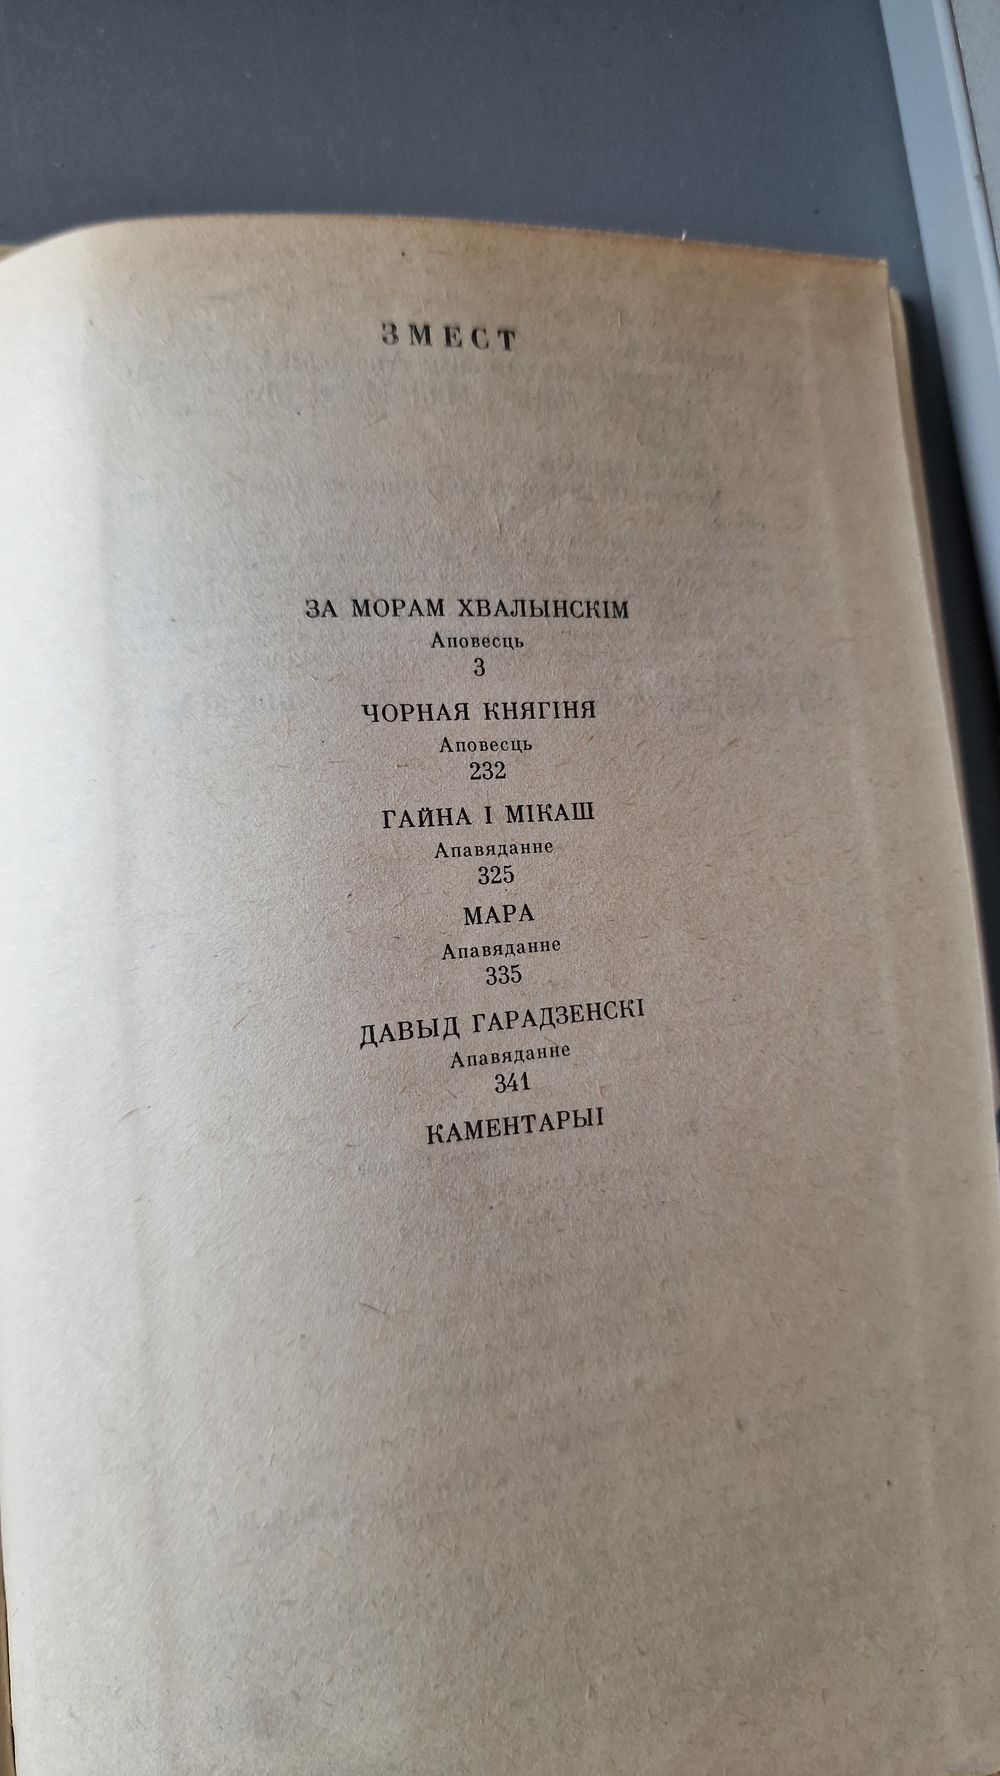 ЗМЕСТ
ЗА МОРАМ ХВАЛЫНСКІМ
Аповесць
3
ЧОРНАЯ КНЯГІНЯ
Аповесць
232
ГАЙНА І МІКАШ
Апавяданне
325
МАРА
Апавяданне
335
ДАВЫД ГАРАДЗЕНСКІ
Апавяданне
341
КАМЕНТАРЫІ